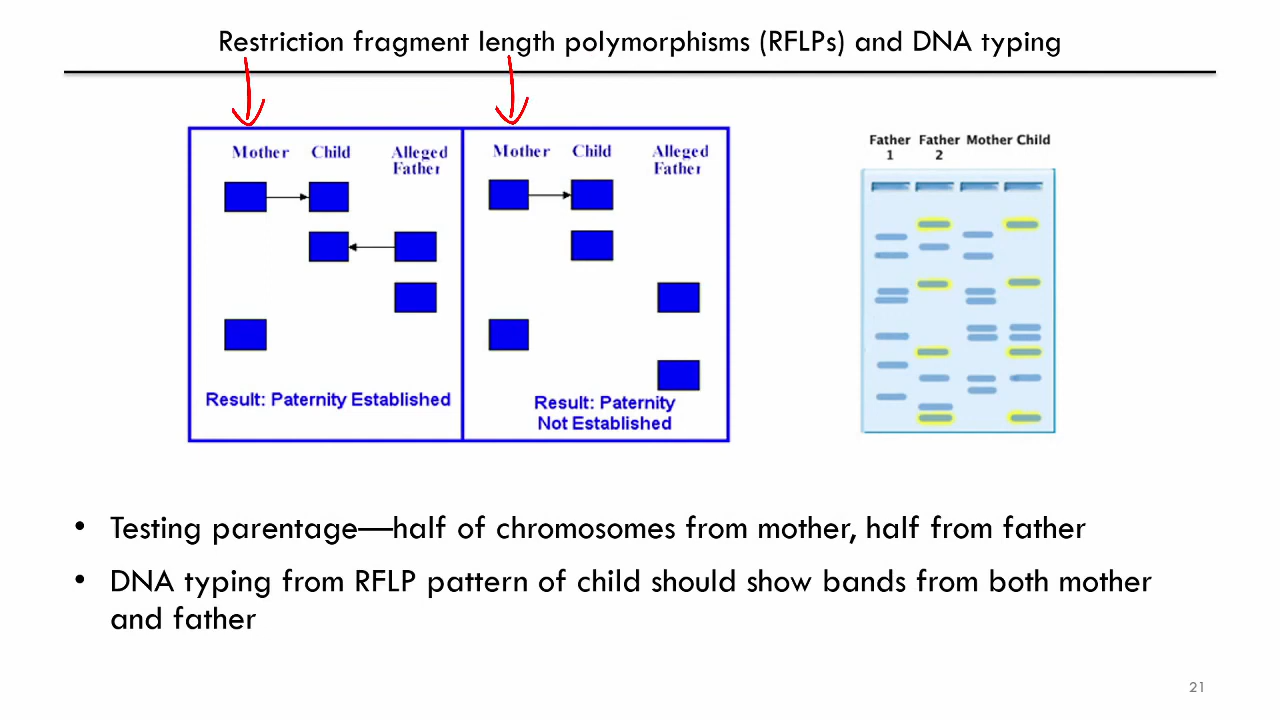 Restriction fragment length polymorphisms (RFLPs) and DNA typing
Mother Child Alleged Father
Result: Paternity Established
Mother Child Alleged Father
Result: Paternity
Not Established
Father 1 Father 2 Mother Child
• Testing parentage—half of chromosomes from mother, half from father
• DNA typing from RFLP pattern of child should show bands from both mother
and father
21